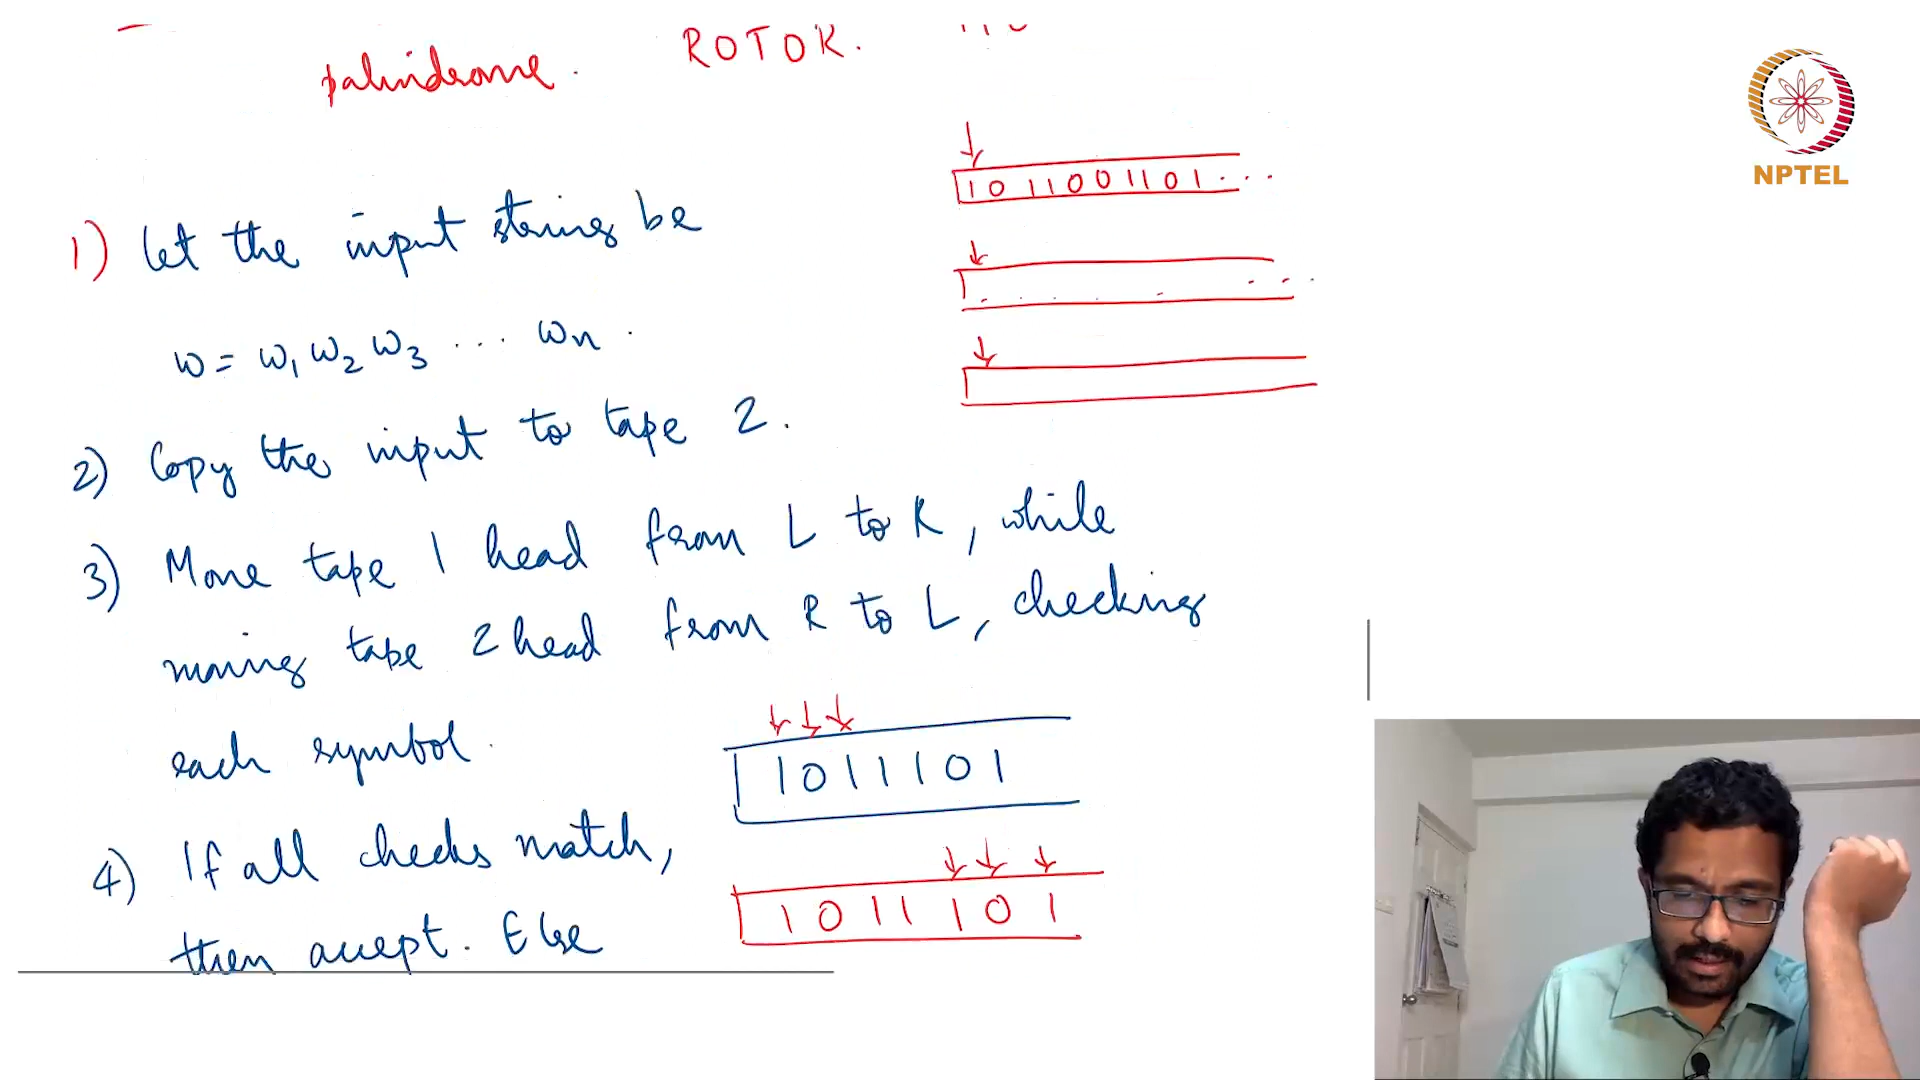 palindrome. ROTOR.
NPTEL
1) Let the input string be
w = w1 w2 w3 ... wn.
2) Copy the input to tape 2.
3) Move tape 1 head from L to R, while
moving tape 2 head from R to L, checking
each symbol.
4) If all checks match,
then accept. Else
1011001101...
1011101
1011101